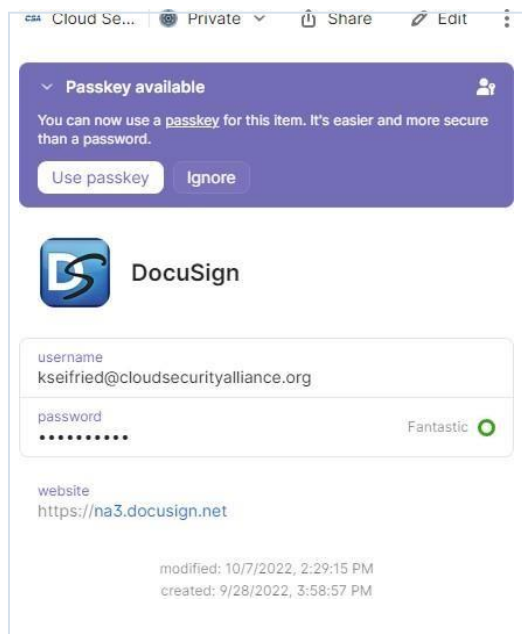 CSA Cloud Se... Private Share Edit
Passkey available
You can now use a passkey for this item. It's easier and more secure
than a password.
Use passkey Ignore
DS DocuSign
username
kseifried@cloudsecurityalliance.org
password
•••••••••• Fantastic
website
https://na3.docusign.net
modified: 10/7/2022, 2:29:15 PM
created: 9/28/2022, 3:58:57 PM